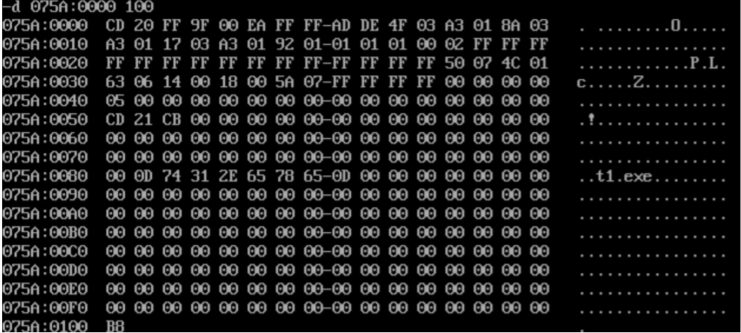 -d 075A:0000 100
075A:0000  CD 20 FF 9F 00 EA FF FF-AD DE 4F 03 A3 01 8A 03   . ........O.....
075A:0010  A3 01 17 03 A3 01 92 01-01 01 01 00 02 FF FF FF   ................
075A:0020  FF FF FF FF FF FF FF FF-FF FF FF FF 50 07 4C 01   ............P.L.
075A:0030  63 06 14 00 18 00 5A 07-FF FF FF FF 00 00 00 00   c.....Z.........
075A:0040  05 00 00 00 00 00 00 00-00 00 00 00 00 00 00 00   ................
075A:0050  CD 21 CB 00 00 00 00 00-00 00 00 00 00 00 00 00   .!..............
075A:0060  00 00 00 00 00 00 00 00-00 00 00 00 00 00 00 00   ................
075A:0070  00 00 00 00 00 00 00 00-00 00 00 00 00 00 00 00   ................
075A:0080  00 0D 74 31 2E 65 78 65-0D 00 00 00 00 00 00 00   ..t1.exe........
075A:0090  00 00 00 00 00 00 00 00-00 00 00 00 00 00 00 00   ................
075A:00A0  00 00 00 00 00 00 00 00-00 00 00 00 00 00 00 00   ................
075A:00B0  00 00 00 00 00 00 00 00-00 00 00 00 00 00 00 00   ................
075A:00C0  00 00 00 00 00 00 00 00-00 00 00 00 00 00 00 00   ................
075A:00D0  00 00 00 00 00 00 00 00-00 00 00 00 00 00 00 00   ................
075A:00E0  00 00 00 00 00 00 00 00-00 00 00 00 00 00 00 00   ................
075A:00F0  00 00 00 00 00 00 00 00-00 00 00 00 00 00 00 00   ................
075A:0100  B8   .